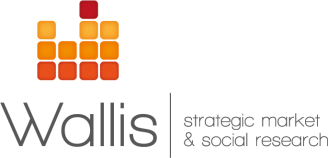 Wallis
strategic market
& social research